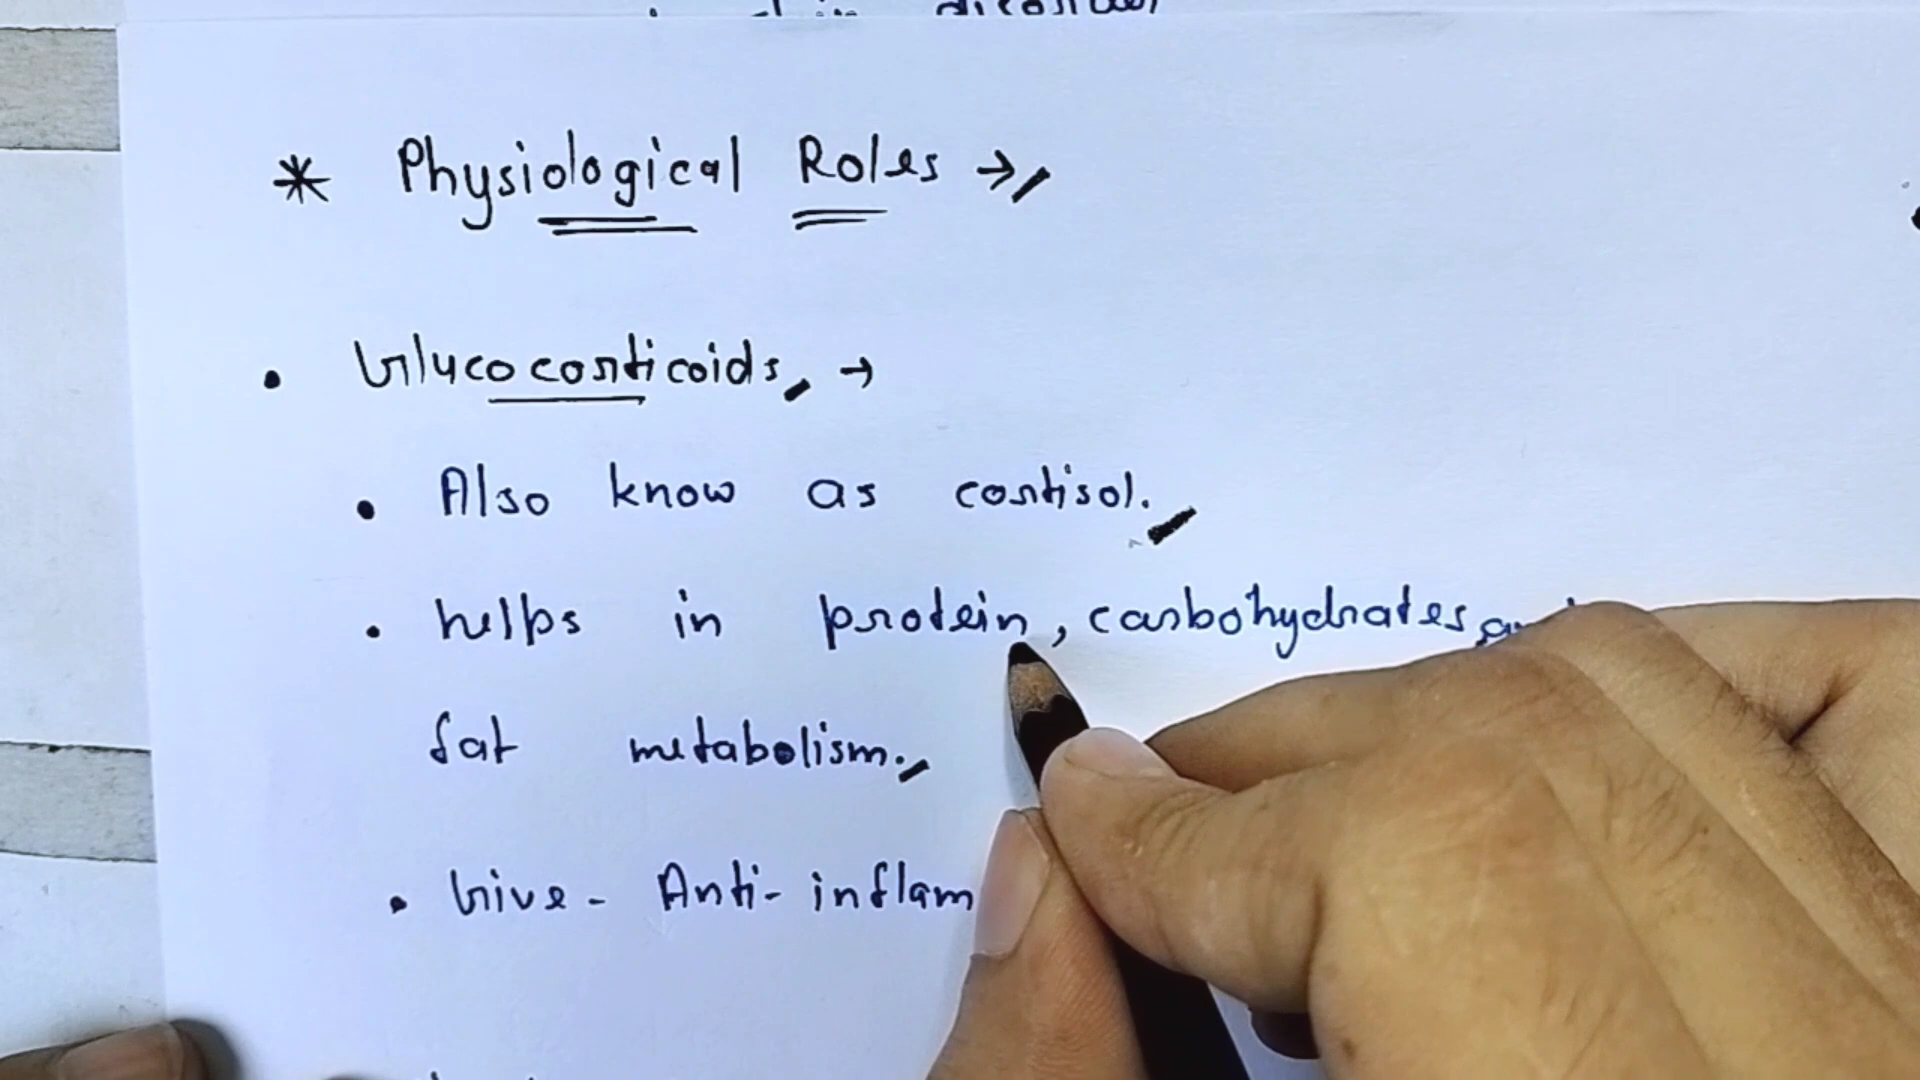 * Physiological Roles →
• Glucocorticoids, →
• Also know as cortisol.
• helps in protein, carbohydrates
fat metabolism.
• Give - Anti-inflam